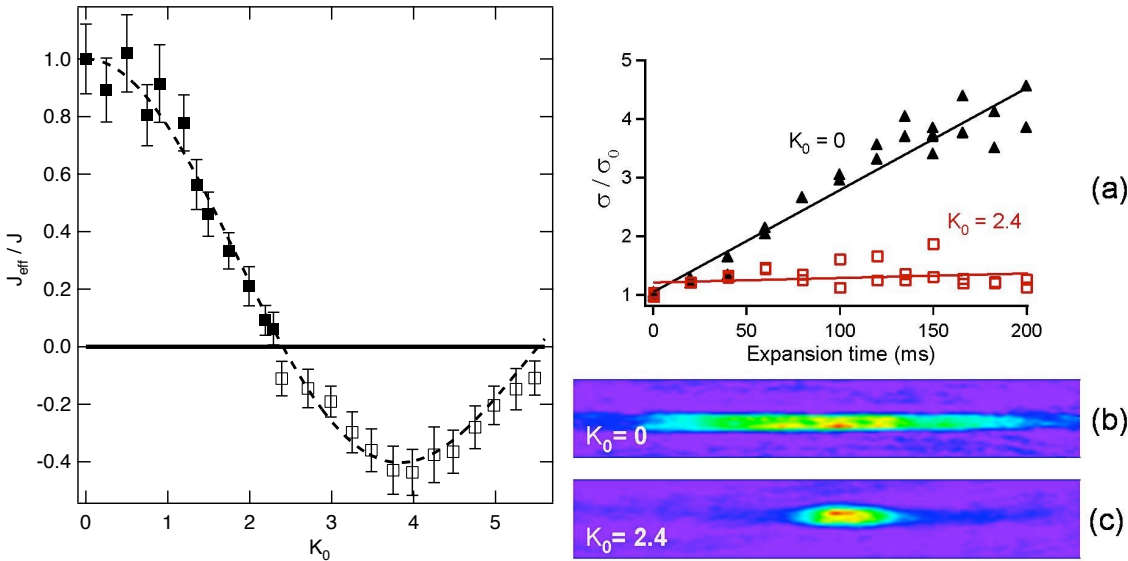 1.0
0.8
0.6
0.4
0.2
0.0
-0.2
-0.4
J_eff / J
0 1 2 3 4 5
K_0
5
4
3
2
1
σ / σ_0
K_0 = 0
K_0 = 2.4
0 50 100 150 200
Expansion time (ms)
(a)
K_0= 0
(b)
K_0= 2.4
(c)